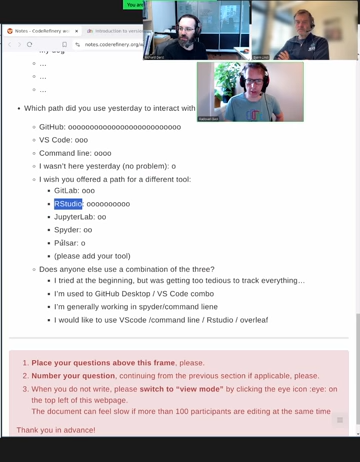 You are
Notes - CodeRefinery w
Introduction to version
notes.coderefinery.org
...
...
...
Which path did you use yesterday to interact with
GitHub: oooooooooooooooooooooooooo
VS Code: ooo
Command line: oooo
I wasn't here yesterday (no problem): o
I wish you offered a path for a different tool:
GitLab: ooo
RStudio: oooooooooo
JupyterLab: oo
Spyder: oo
Pulsar: o
(please add your tool)
Does anyone else use a combination of the three?
I tried at the beginning, but was getting too tedious to track everything...
I'm used to GitHub Desktop / VS Code combo
I'm generally working in spyder/command liene
I would like to use VScode /command line / Rstudio / overleaf
1. Place your questions above this frame, please.
2. Number your question, continuing from the previous section if applicable, please.
3. When you do not write, please switch to "view mode" by clicking the eye icon :eye: on
the top left of this webpage.
The document can feel slow if more than 100 participants are editing at the same time
Thank you in advance!